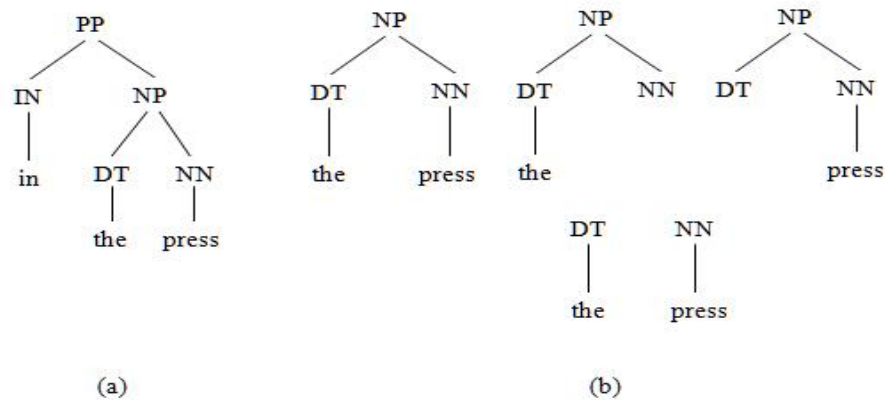 PP NP NP NP
IN NP DT NN DT NN DT NN
in DT NN the press the press
the press
DT NN
the press
(a) (b)